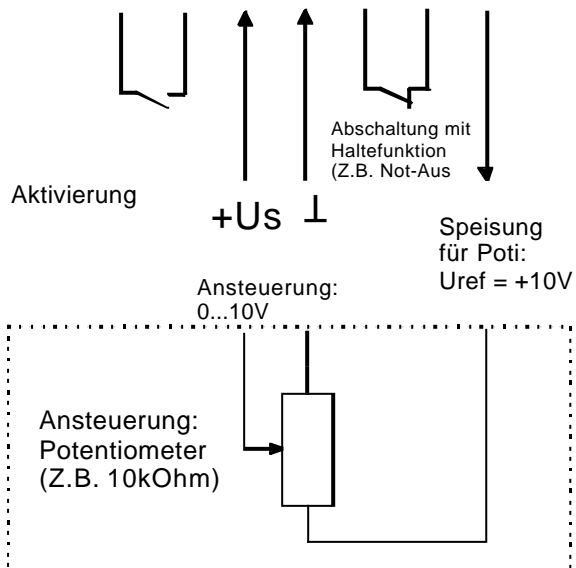 Abschaltung mit
Haltefunktion
(Z.B. Not-Aus
Aktivierung
+Us ⊥
Speisung
für Poti:
Uref = +10V
Ansteuerung:
0...10V
Ansteuerung:
Potentiometer
(Z.B. 10kOhm)